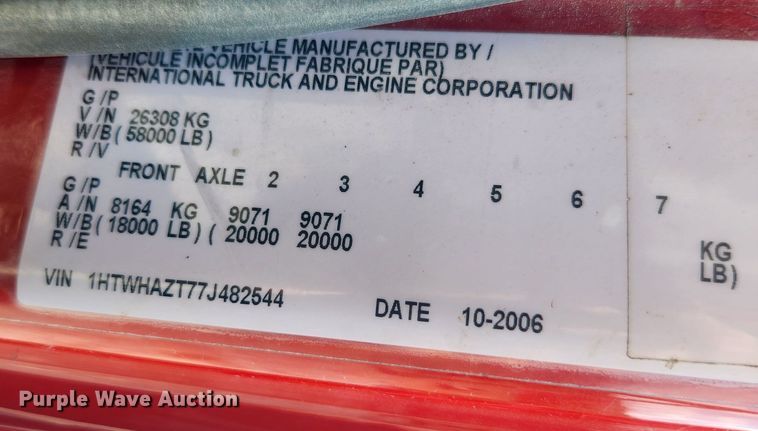 VEHICLE MANUFACTURED BY /
(VEHICULE INCOMPLET FABRIQUE PAR)
INTERNATIONAL TRUCK AND ENGINE CORPORATION
G /P
V /N 26308 KG
W/B( 58000 LB)
R /V
FRONT AXLE 2 3 4 5 6 7
G /P
A /N 8164 KG 9071 9071 KG
W/B( 18000 LB) ( 20000 20000 LB)
R /E
VIN 1HTWHAZT77J482544
DATE 10-2006
Purple Wave Auction